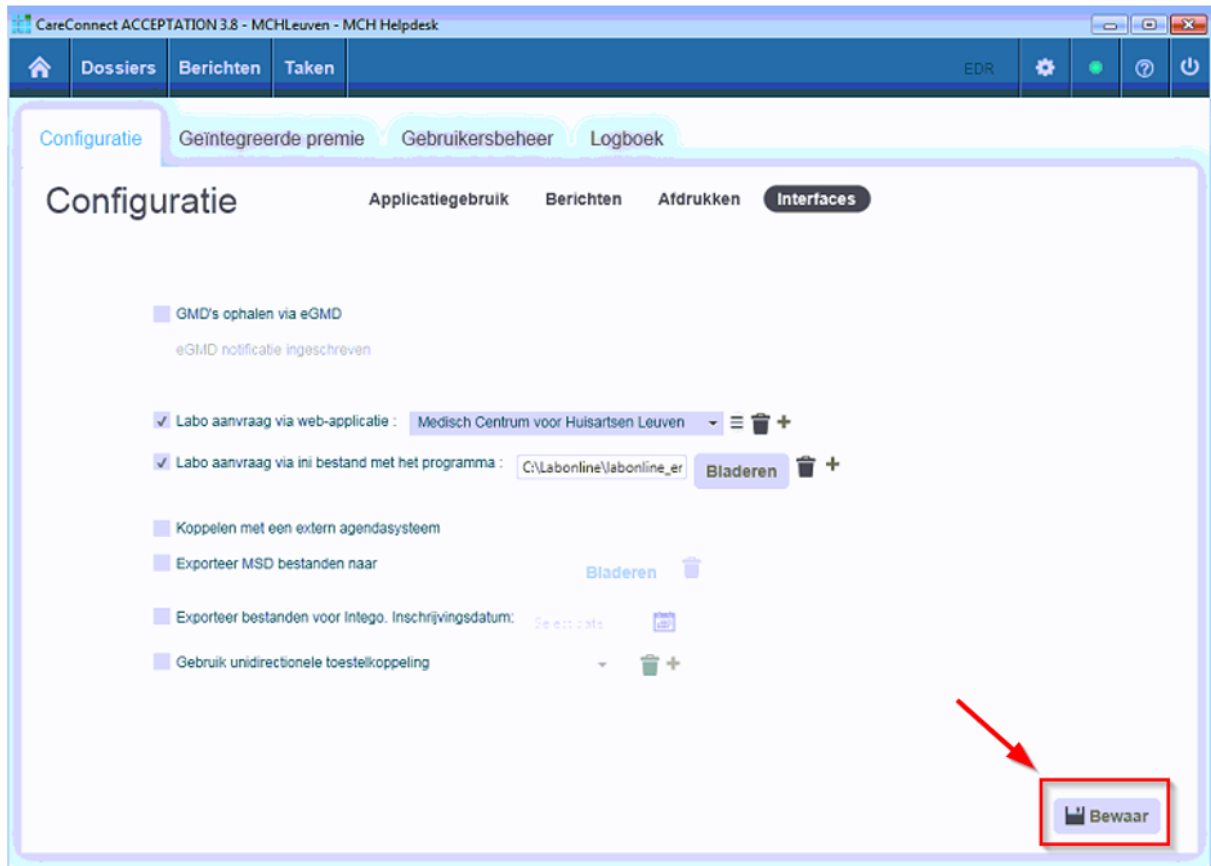 CareConnect ACCEPTATION 3.8 - MCHLeuven - MCH Helpdesk
Dossiers Berichten Taken EDR
Configuratie Geïntegreerde premie Gebruikersbeheer Logboek
Configuratie Applicatiegebruik Berichten Afdrukken Interfaces
GMD's ophalen via eGMD
eGMD notificatie ingeschreven
Labo aanvraag via web-applicatie : Medisch Centrum voor Huisartsen Leuven
Labo aanvraag via ini bestand met het programma : C:\Labonline\labonline_er Bladeren
Koppelen met een extern agendasysteem
Exporteer MSD bestanden naar Bladeren
Exporteer bestanden voor Intego. Inschrijvingsdatum: Select date
Gebruik unidirectionele toestelkoppeling
Bewaar